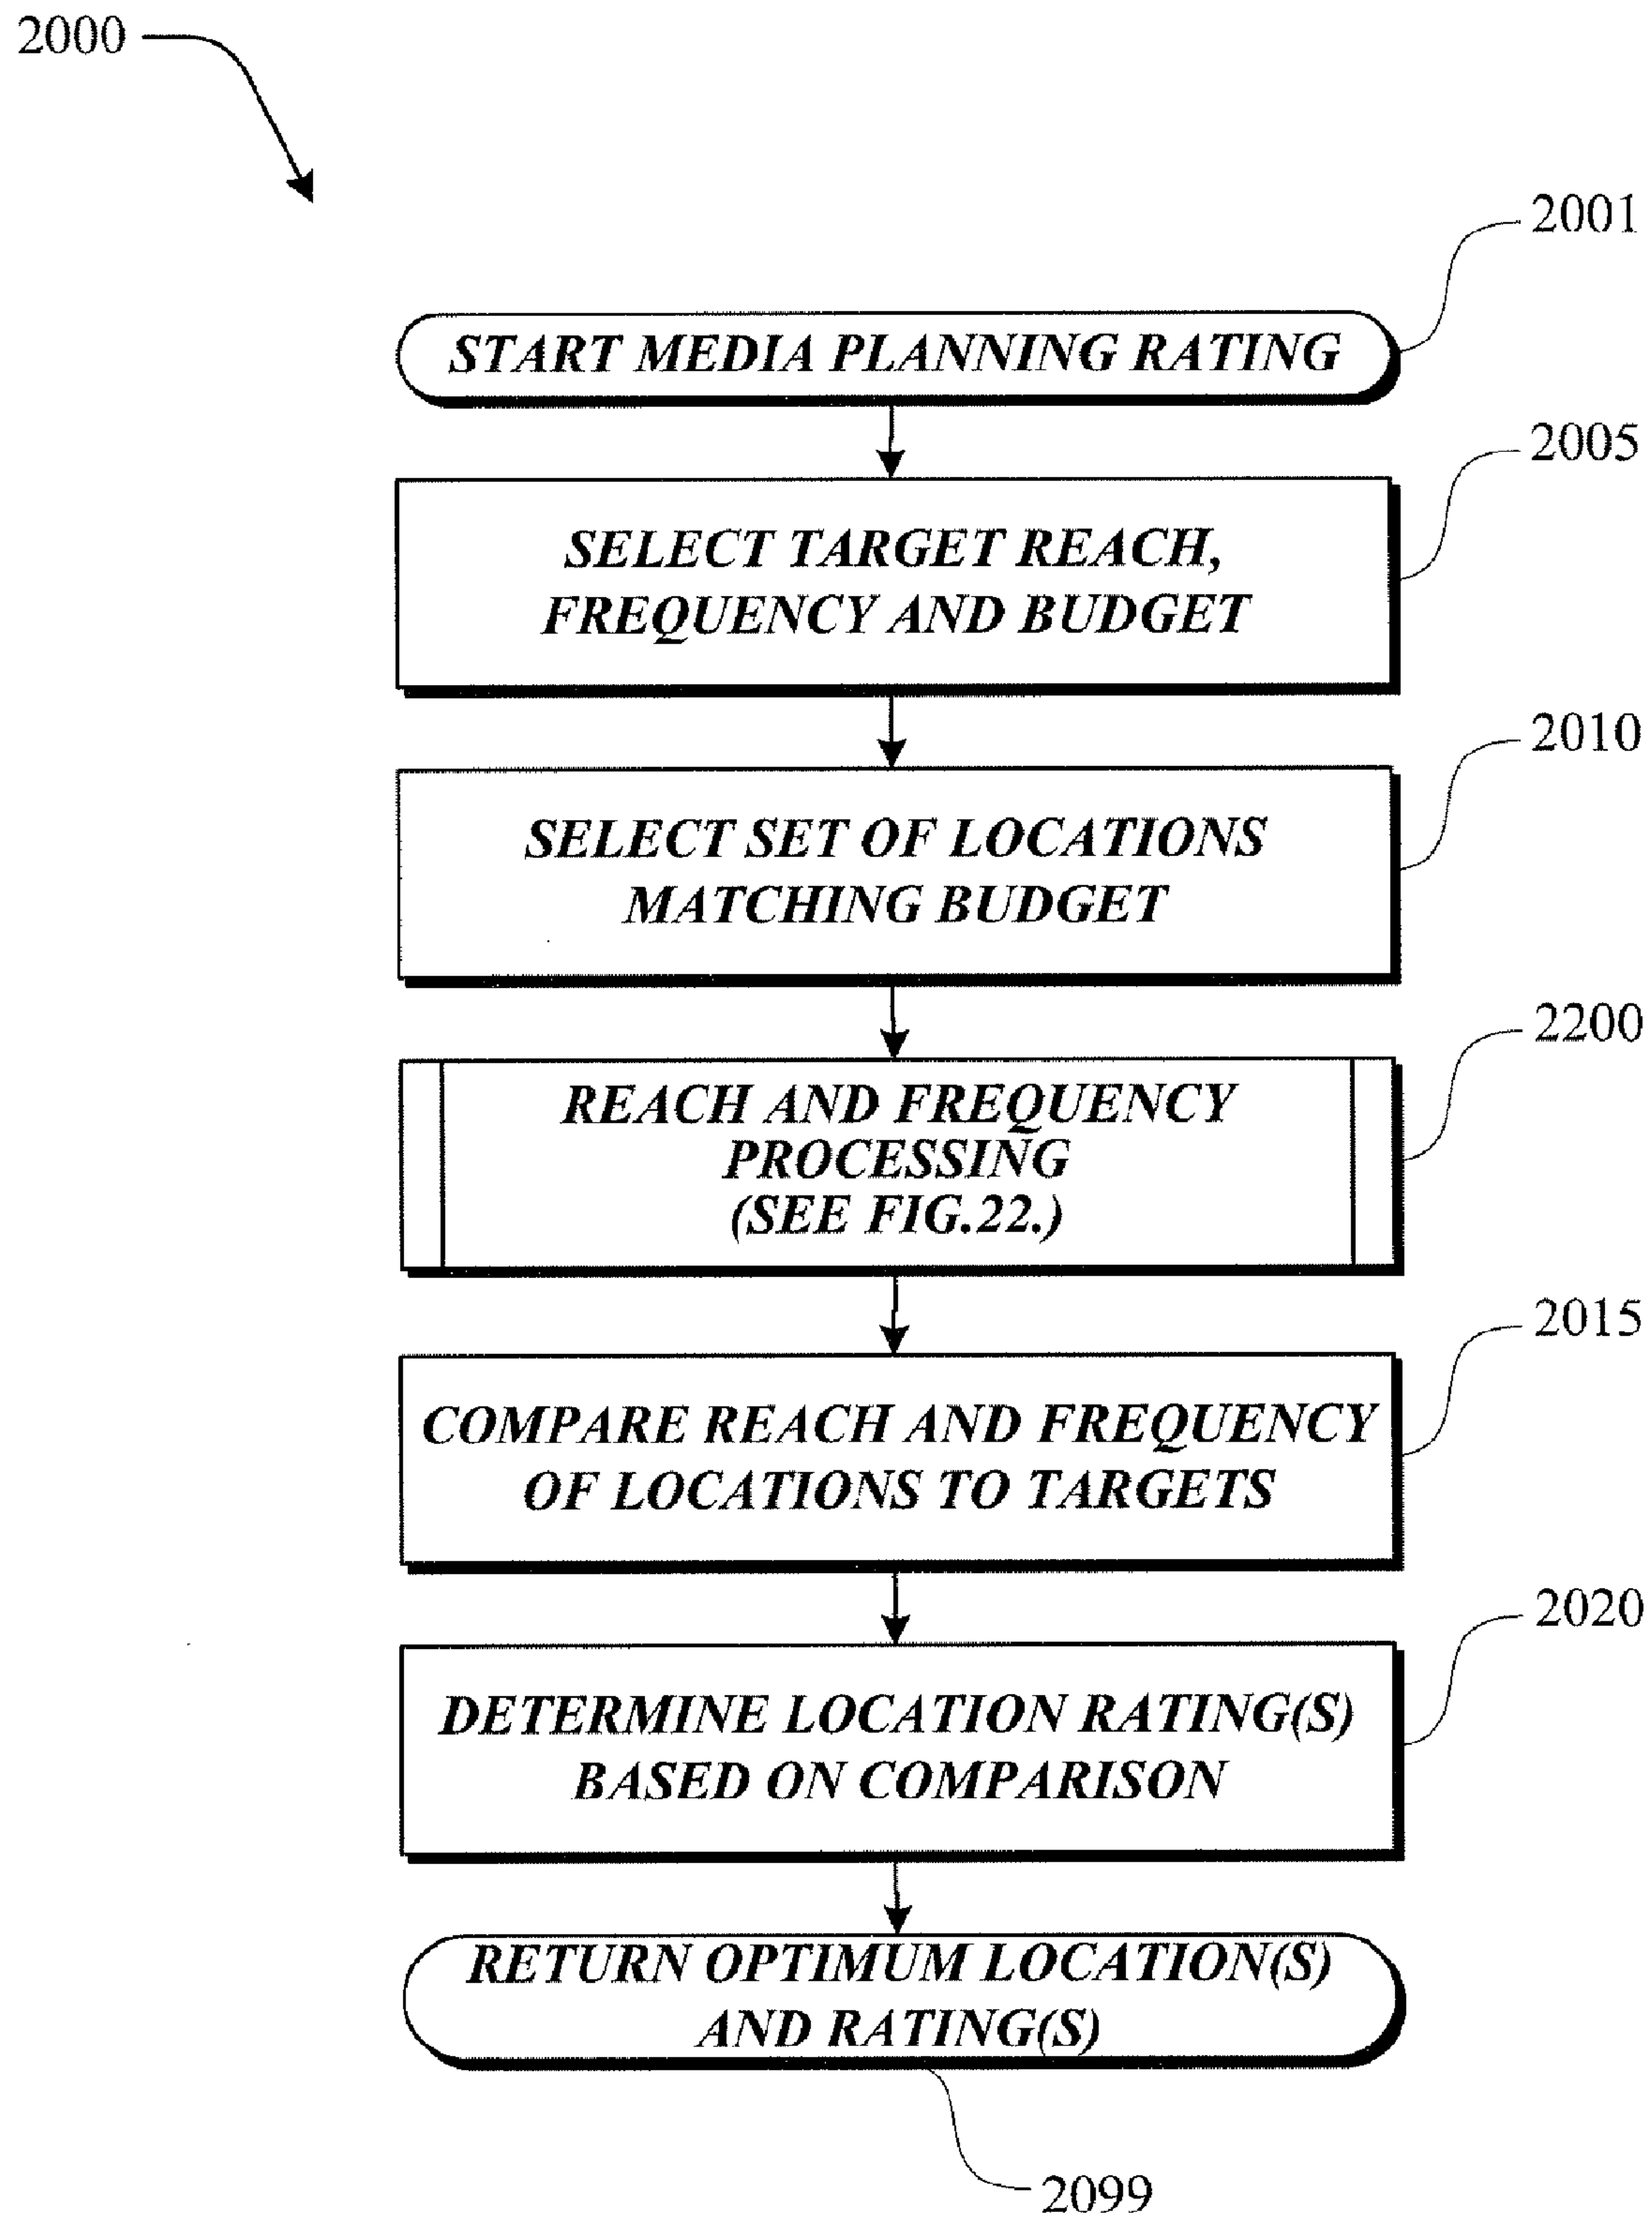 2000
2001
START MEDIA PLANNING RATING
2005
SELECT TARGET REACH,
FREQUENCY AND BUDGET
2010
SELECT SET OF LOCATIONS
MATCHING BUDGET
2200
REACH AND FREQUENCY
PROCESSING
(SEE FIG.22.)
2015
COMPARE REACH AND FREQUENCY
OF LOCATIONS TO TARGETS
2020
DETERMINE LOCATION RATING(S)
BASED ON COMPARISON
RETURN OPTIMUM LOCATION(S)
AND RATING(S)
2099